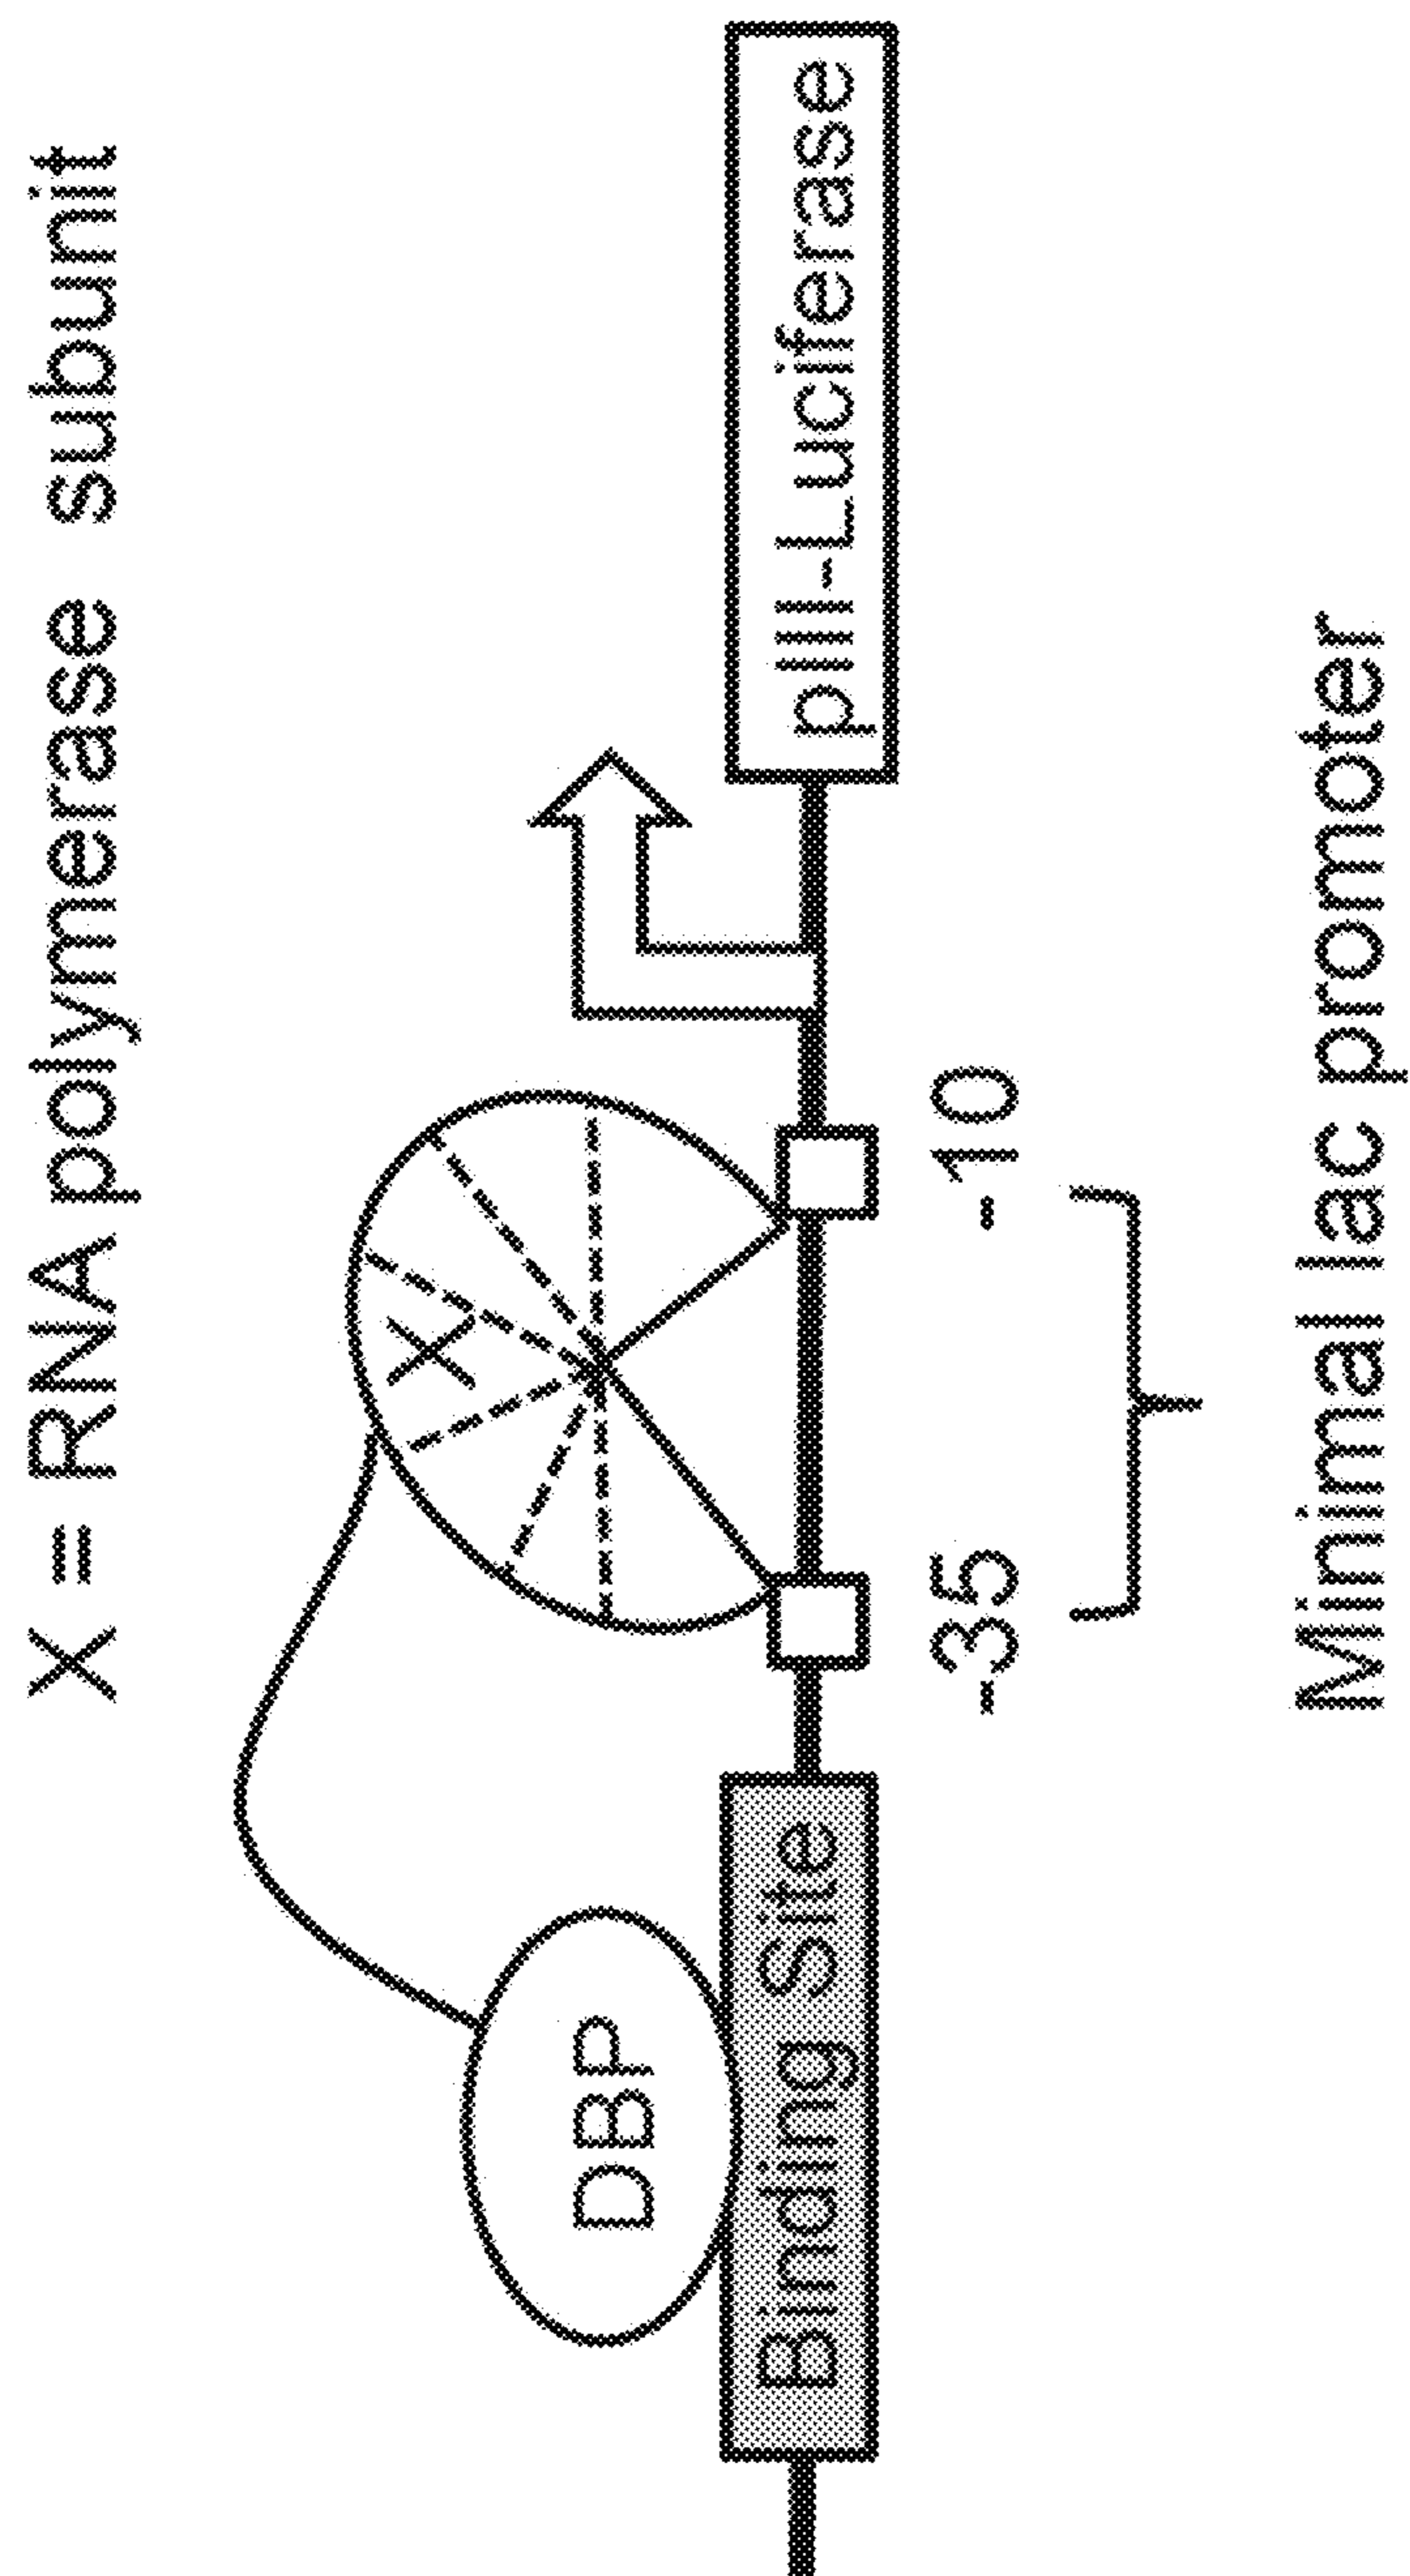 X = RNA polymerase subunit
X
DBP
Binding Site
pIII-Luciferase
-35
-10
Minimal lac promoter